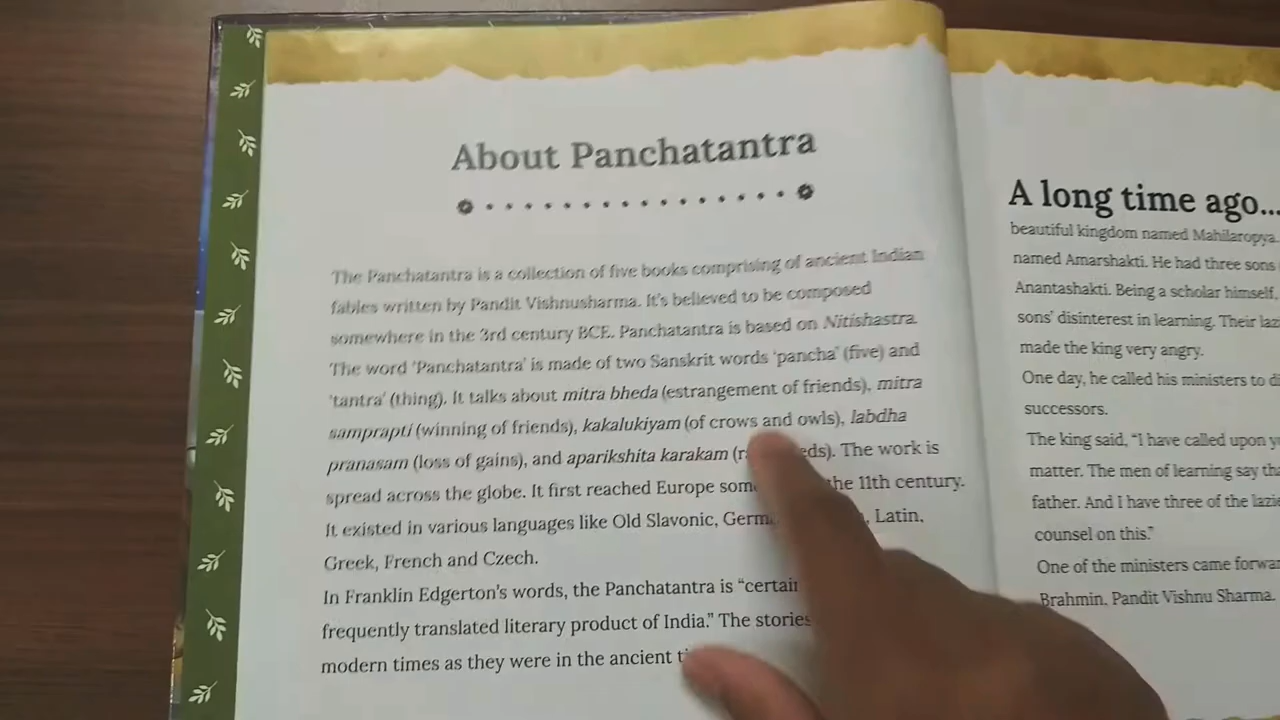 About Panchatantra
The Panchatantra is a collection of five books comprising of ancient Indian
fables written by Pandit Vishnusharma. It's believed to be composed
somewhere in the 3rd century BCE. Panchatantra is based on Nitishastra.
The word 'Panchatantra' is made of two Sanskrit words 'pancha' (five) and
'tantra' (thing). It talks about mitra bheda (estrangement of friends), mitra
samprapti (winning of friends), kakalukiyam (of crows and owls), labdha
pranasam (loss of gains), and aparikshita karakam The work is
spread across the globe. It first reached Europe the 11th century.
It existed in various languages like Old Slavonic, Latin,
Greek, French and Czech.
In Franklin Edgerton's words, the Panchatantra is "certain
frequently translated literary product of India." The stories
modern times as they were in the ancient
A long time ago...
beautiful kingdom named Mahilaropya.
named Amarshakti. He had three sons
Anantashakti. Being a scholar himself,
sons' disinterest in learning. Their
made the king very angry.
One day, he called his ministers to
successors.
The king said, "I have called upon
matter. The men of learning say
father. And I have three of the
counsel on this."
One of the ministers came
Brahmin, Pandit Vishnu Sharma.